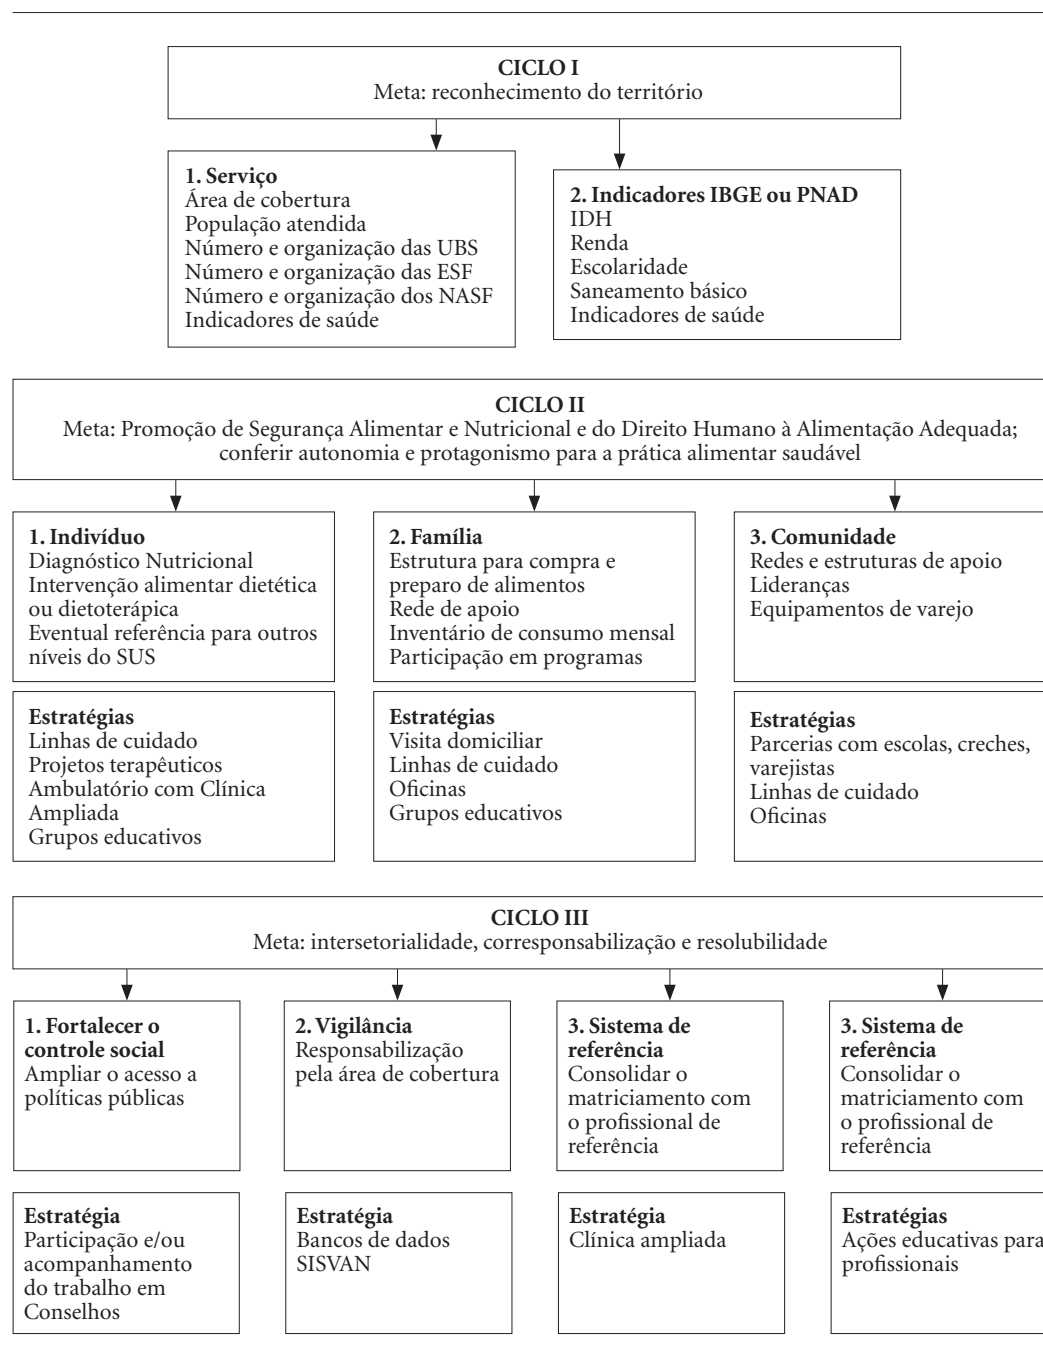 CICLO I
Meta: reconhecimento do território
1. Serviço
Área de cobertura
População atendida
Número e organização das UBS
Número e organização das ESF
Número e organização dos NASF
Indicadores de saúde
2. Indicadores IBGE ou PNAD
IDH
Renda
Escolaridade
Saneamento básico
Indicadores de saúde
CICLO II
Meta: Promoção de Segurança Alimentar e Nutricional e do Direito Humano à Alimentação Adequada;
conferir autonomia e protagonismo para a prática alimentar saudável
1. Indivíduo
Diagnóstico Nutricional
Intervenção alimentar dietética
ou dietoterápica
Eventual referência para outros
níveis do SUS
2. Família
Estrutura para compra e
preparo de alimentos
Rede de apoio
Inventário de consumo mensal
Participação em programas
3. Comunidade
Redes e estruturas de apoio
Lideranças
Equipamentos de varejo
Estratégias
Linhas de cuidado
Projetos terapêuticos
Ambulatório com Clínica
Ampliada
Grupos educativos
Estratégias
Visita domiciliar
Linhas de cuidado
Oficinas
Grupos educativos
Estratégias
Parcerias com escolas, creches,
varejistas
Linhas de cuidado
Oficinas
CICLO III
Meta: intersetorialidade, corresponsabilização e resolubilidade
1. Fortalecer o
controle social
Ampliar o acesso a
políticas públicas
2. Vigilância
Responsabilização
pela área de cobertura
3. Sistema de
referência
Consolidar o
matriciamento com
o profissional de
referência
3. Sistema de
referência
Consolidar o
matriciamento com
o profissional de
referência
Estratégia
Participação e/ou
acompanhamento
do trabalho em
Conselhos
Estratégia
Bancos de dados
SISVAN
Estratégia
Clínica ampliada
Estratégias
Ações educativas para
profissionais